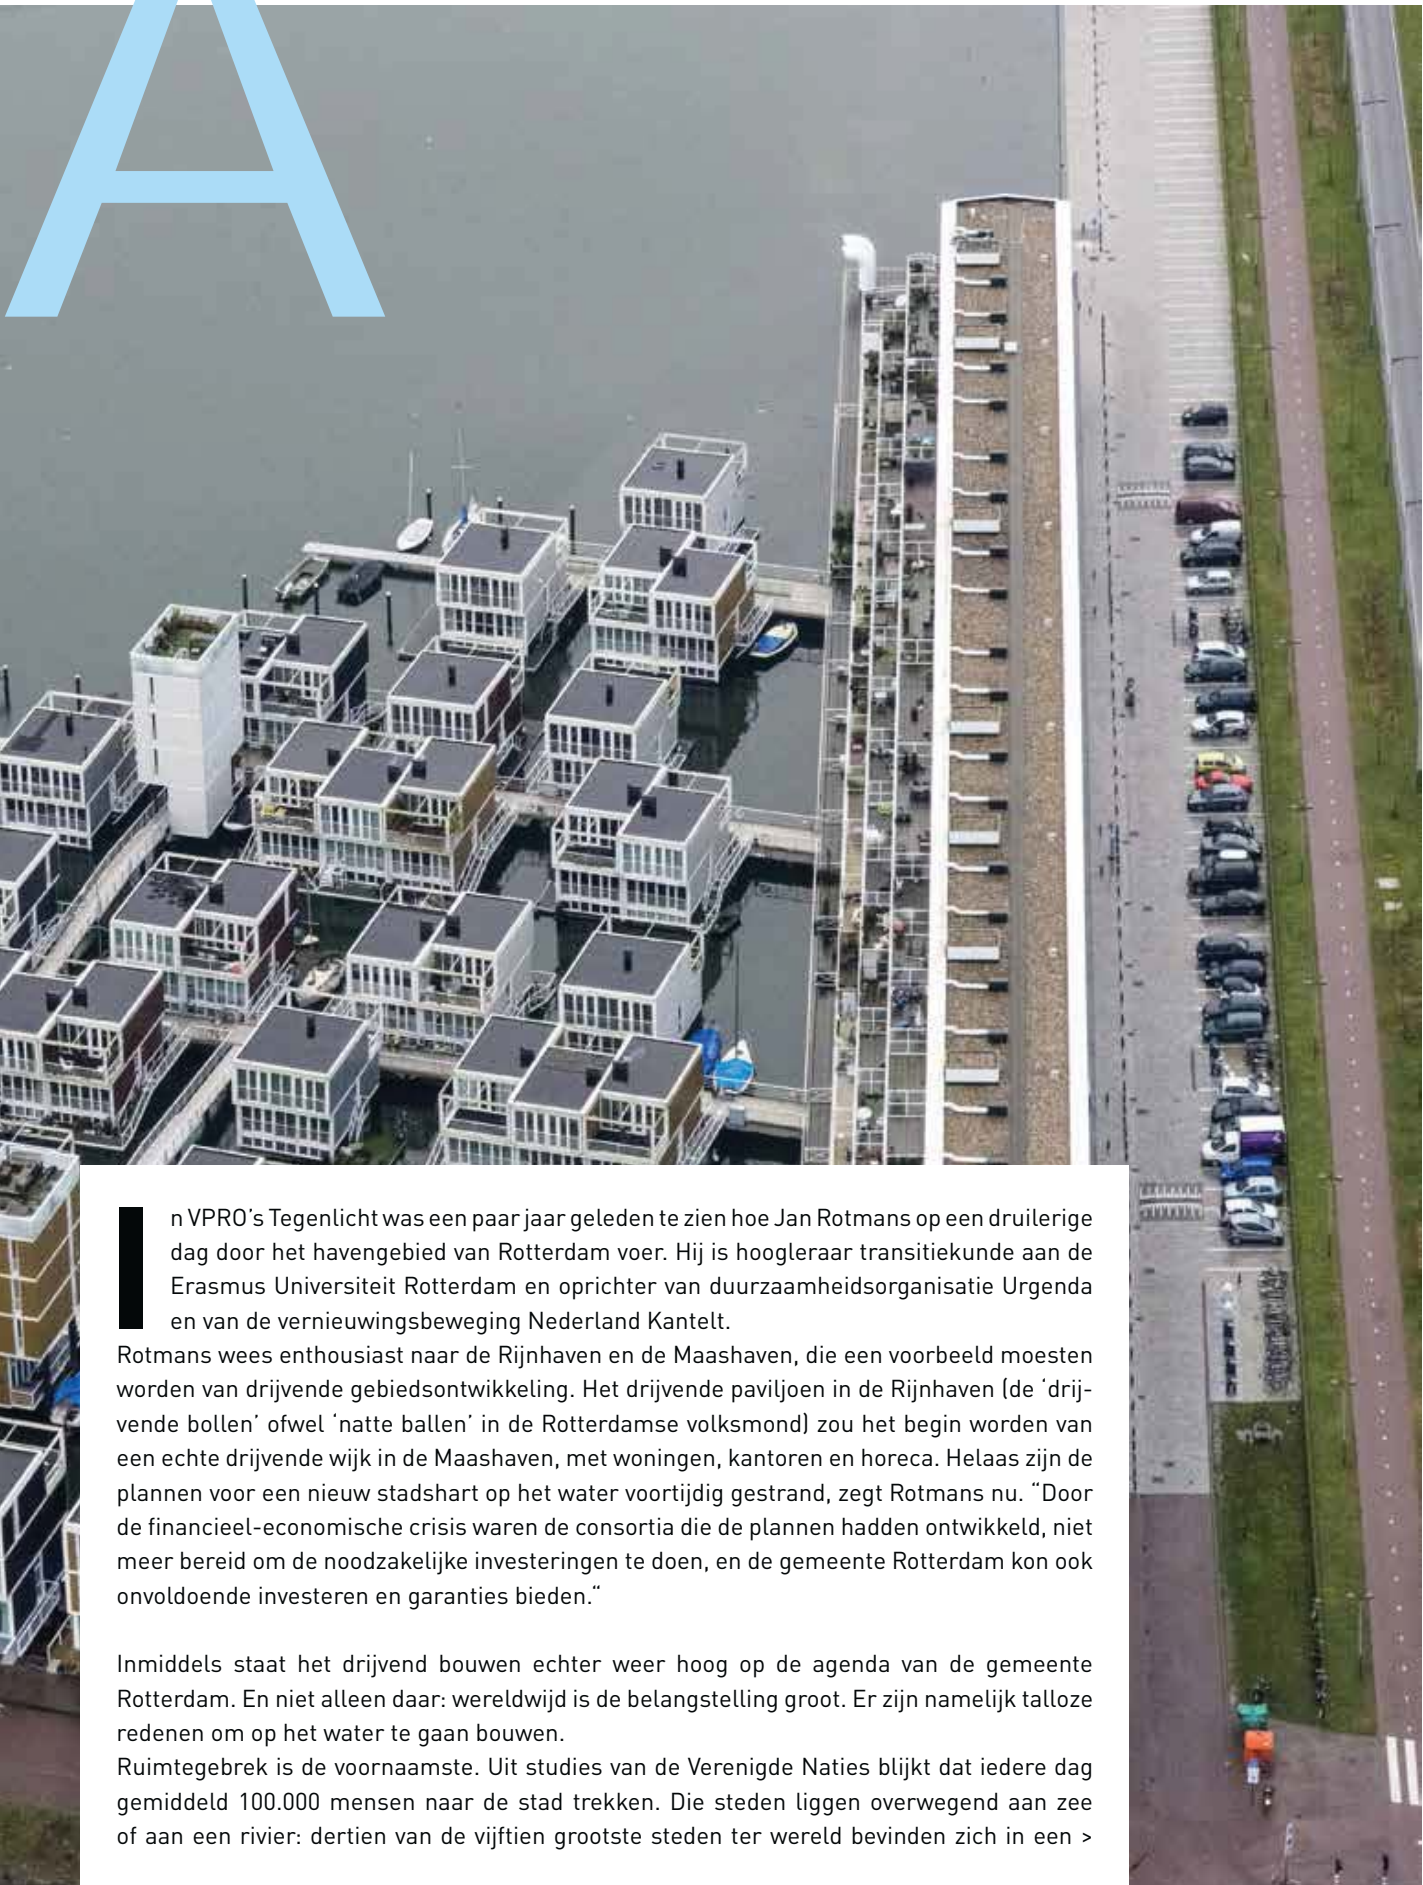 A
In VPRO’s Tegenlicht was een paar jaar geleden te zien hoe Jan Rotmans op een druilerige
dag door het havengebied van Rotterdam voer. Hij is hoogleraar transitiekunde aan de
Erasmus Universiteit Rotterdam en oprichter van duurzaamheidsorganisatie Urgenda
en van de vernieuwingsbeweging Nederland Kantelt.
Rotmans wees enthousiast naar de Rijnhaven en de Maashaven, die een voorbeeld moesten
worden van drijvende gebiedsontwikkeling. Het drijvende paviljoen in de Rijnhaven (de ‘drij-
vende bollen’ ofwel ‘natte ballen’ in de Rotterdamse volksmond) zou het begin worden van
een echte drijvende wijk in de Maashaven, met woningen, kantoren en horeca. Helaas zijn de
plannen voor een nieuw stadshart op het water voortijdig gestrand, zegt Rotmans nu. “Door
de financieel-economische crisis waren de consortia die de plannen hadden ontwikkeld, niet
meer bereid om de noodzakelijke investeringen te doen, en de gemeente Rotterdam kon ook
onvoldoende investeren en garanties bieden.“
Inmiddels staat het drijvend bouwen echter weer hoog op de agenda van de gemeente
Rotterdam. En niet alleen daar: wereldwijd is de belangstelling groot. Er zijn namelijk talloze
redenen om op het water te gaan bouwen.
Ruimtegebrek is de voornaamste. Uit studies van de Verenigde Naties blijkt dat iedere dag
gemiddeld 100.000 mensen naar de stad trekken. Die steden liggen overwegend aan zee
of aan een rivier: dertien van de vijftien grootste steden ter wereld bevinden zich in een >